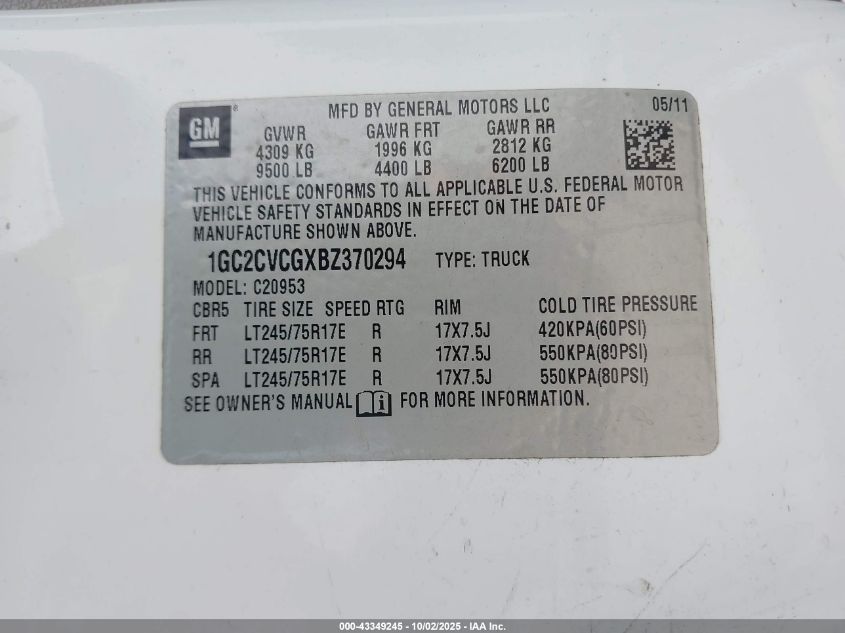 GM®
MFD BY GENERAL MOTORS LLC 05/11
GVWR GAWR FRT GAWR RR
4309 KG 1996 KG 2812 KG
9500 LB 4400 LB 6200 LB
THIS VEHICLE CONFORMS TO ALL APPLICABLE U.S. FEDERAL MOTOR
VEHICLE SAFETY STANDARDS IN EFFECT ON THE DATE OF
MANUFACTURE SHOWN ABOVE.
1GC2CVCGXBZ370294 TYPE: TRUCK
MODEL: C20953
CBR5 TIRE SIZE SPEED RTG RIM COLD TIRE PRESSURE
FRT LT245/75R17E R 17X7.5J 420KPA(60PSI)
RR LT245/75R17E R 17X7.5J 550KPA(80PSI)
SPA LT245/75R17E R 17X7.5J 550KPA(80PSI)
SEE OWNER'S MANUAL FOR MORE INFORMATION.
000-43349245 - 10/02/2025 - IAA Inc.